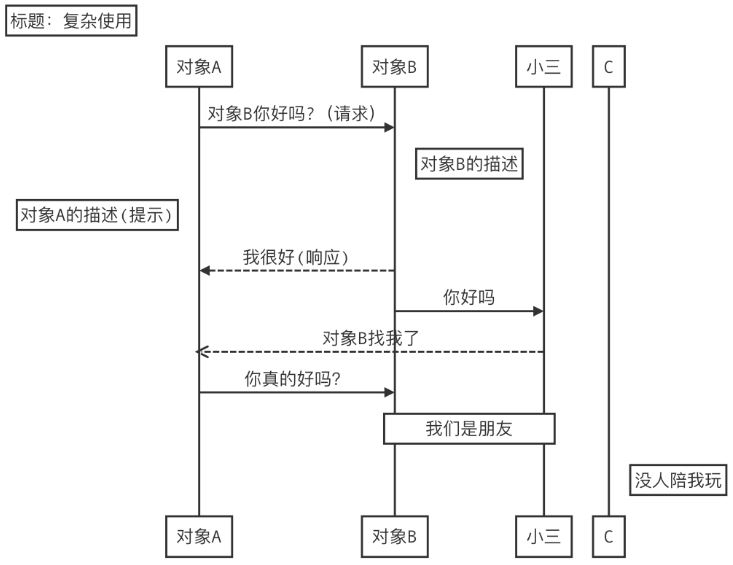 标题：复杂使用
对象A
对象B
小三
C
对象B你好吗?（请求）
对象B的描述
对象A的描述(提示)
我很好(响应)
你好吗
对象B找我了
你真的好吗?
我们是朋友
没人陪我玩
对象A
对象B
小三
C